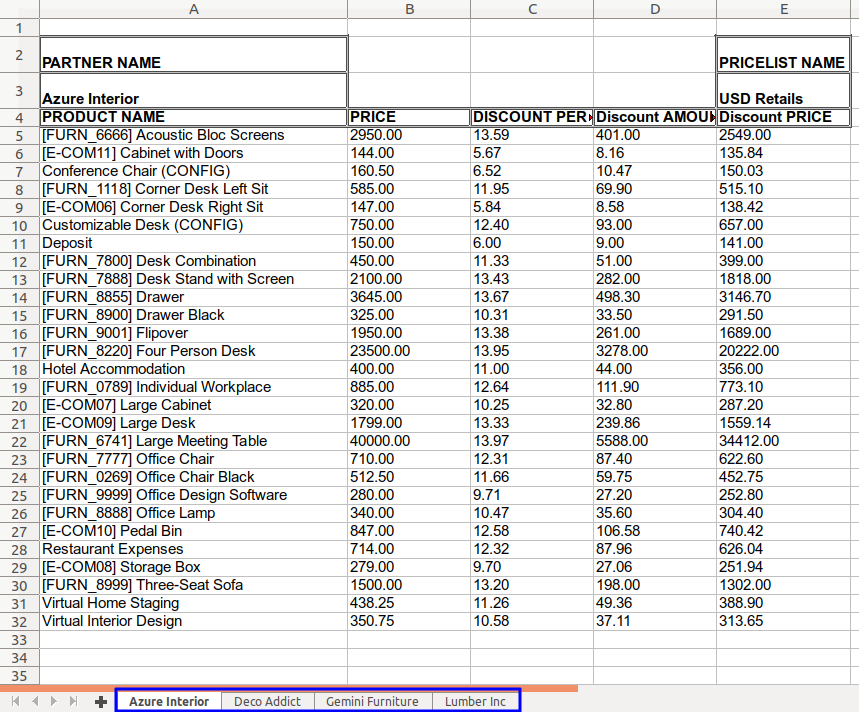 A B C D E
1
2 PARTNER NAME PRICELIST NAME
3 Azure Interior USD Retails
4 PRODUCT NAME PRICE DISCOUNT PER Discount AMOU Discount PRICE
5 [FURN_6666] Acoustic Bloc Screens 2950.00 13.59 401.00 2549.00
6 [E-COM11] Cabinet with Doors 144.00 5.67 8.16 135.84
7 Conference Chair (CONFIG) 160.50 6.52 10.47 150.03
8 [FURN_1118] Corner Desk Left Sit 585.00 11.95 69.90 515.10
9 [E-COM06] Corner Desk Right Sit 147.00 5.84 8.58 138.42
10 Customizable Desk (CONFIG) 750.00 12.40 93.00 657.00
11 Deposit 150.00 6.00 9.00 141.00
12 [FURN_7800] Desk Combination 450.00 11.33 51.00 399.00
13 [FURN_7888] Desk Stand with Screen 2100.00 13.43 282.00 1818.00
14 [FURN_8855] Drawer 3645.00 13.67 498.30 3146.70
15 [FURN_8900] Drawer Black 325.00 10.31 33.50 291.50
16 [FURN_9001] Flipover 1950.00 13.38 261.00 1689.00
17 [FURN_8220] Four Person Desk 23500.00 13.95 3278.00 20222.00
18 Hotel Accommodation 400.00 11.00 44.00 356.00
19 [FURN_0789] Individual Workplace 885.00 12.64 111.90 773.10
20 [E-COM07] Large Cabinet 320.00 10.25 32.80 287.20
21 [E-COM09] Large Desk 1799.00 13.33 239.86 1559.14
22 [FURN_6741] Large Meeting Table 40000.00 13.97 5588.00 34412.00
23 [FURN_7777] Office Chair 710.00 12.31 87.40 622.60
24 [FURN_0269] Office Chair Black 512.50 11.66 59.75 452.75
25 [FURN_9999] Office Design Software 280.00 9.71 27.20 252.80
26 [FURN_8888] Office Lamp 340.00 10.47 35.60 304.40
27 [E-COM10] Pedal Bin 847.00 12.58 106.58 740.42
28 Restaurant Expenses 714.00 12.32 87.96 626.04
29 [E-COM08] Storage Box 279.00 9.70 27.06 251.94
30 [FURN_8999] Three-Seat Sofa 1500.00 13.20 198.00 1302.00
31 Virtual Home Staging 438.25 11.26 49.36 388.90
32 Virtual Interior Design 350.75 10.58 37.11 313.65
33
34
35
Azure Interior Deco Addict Gemini Furniture Lumber Inc